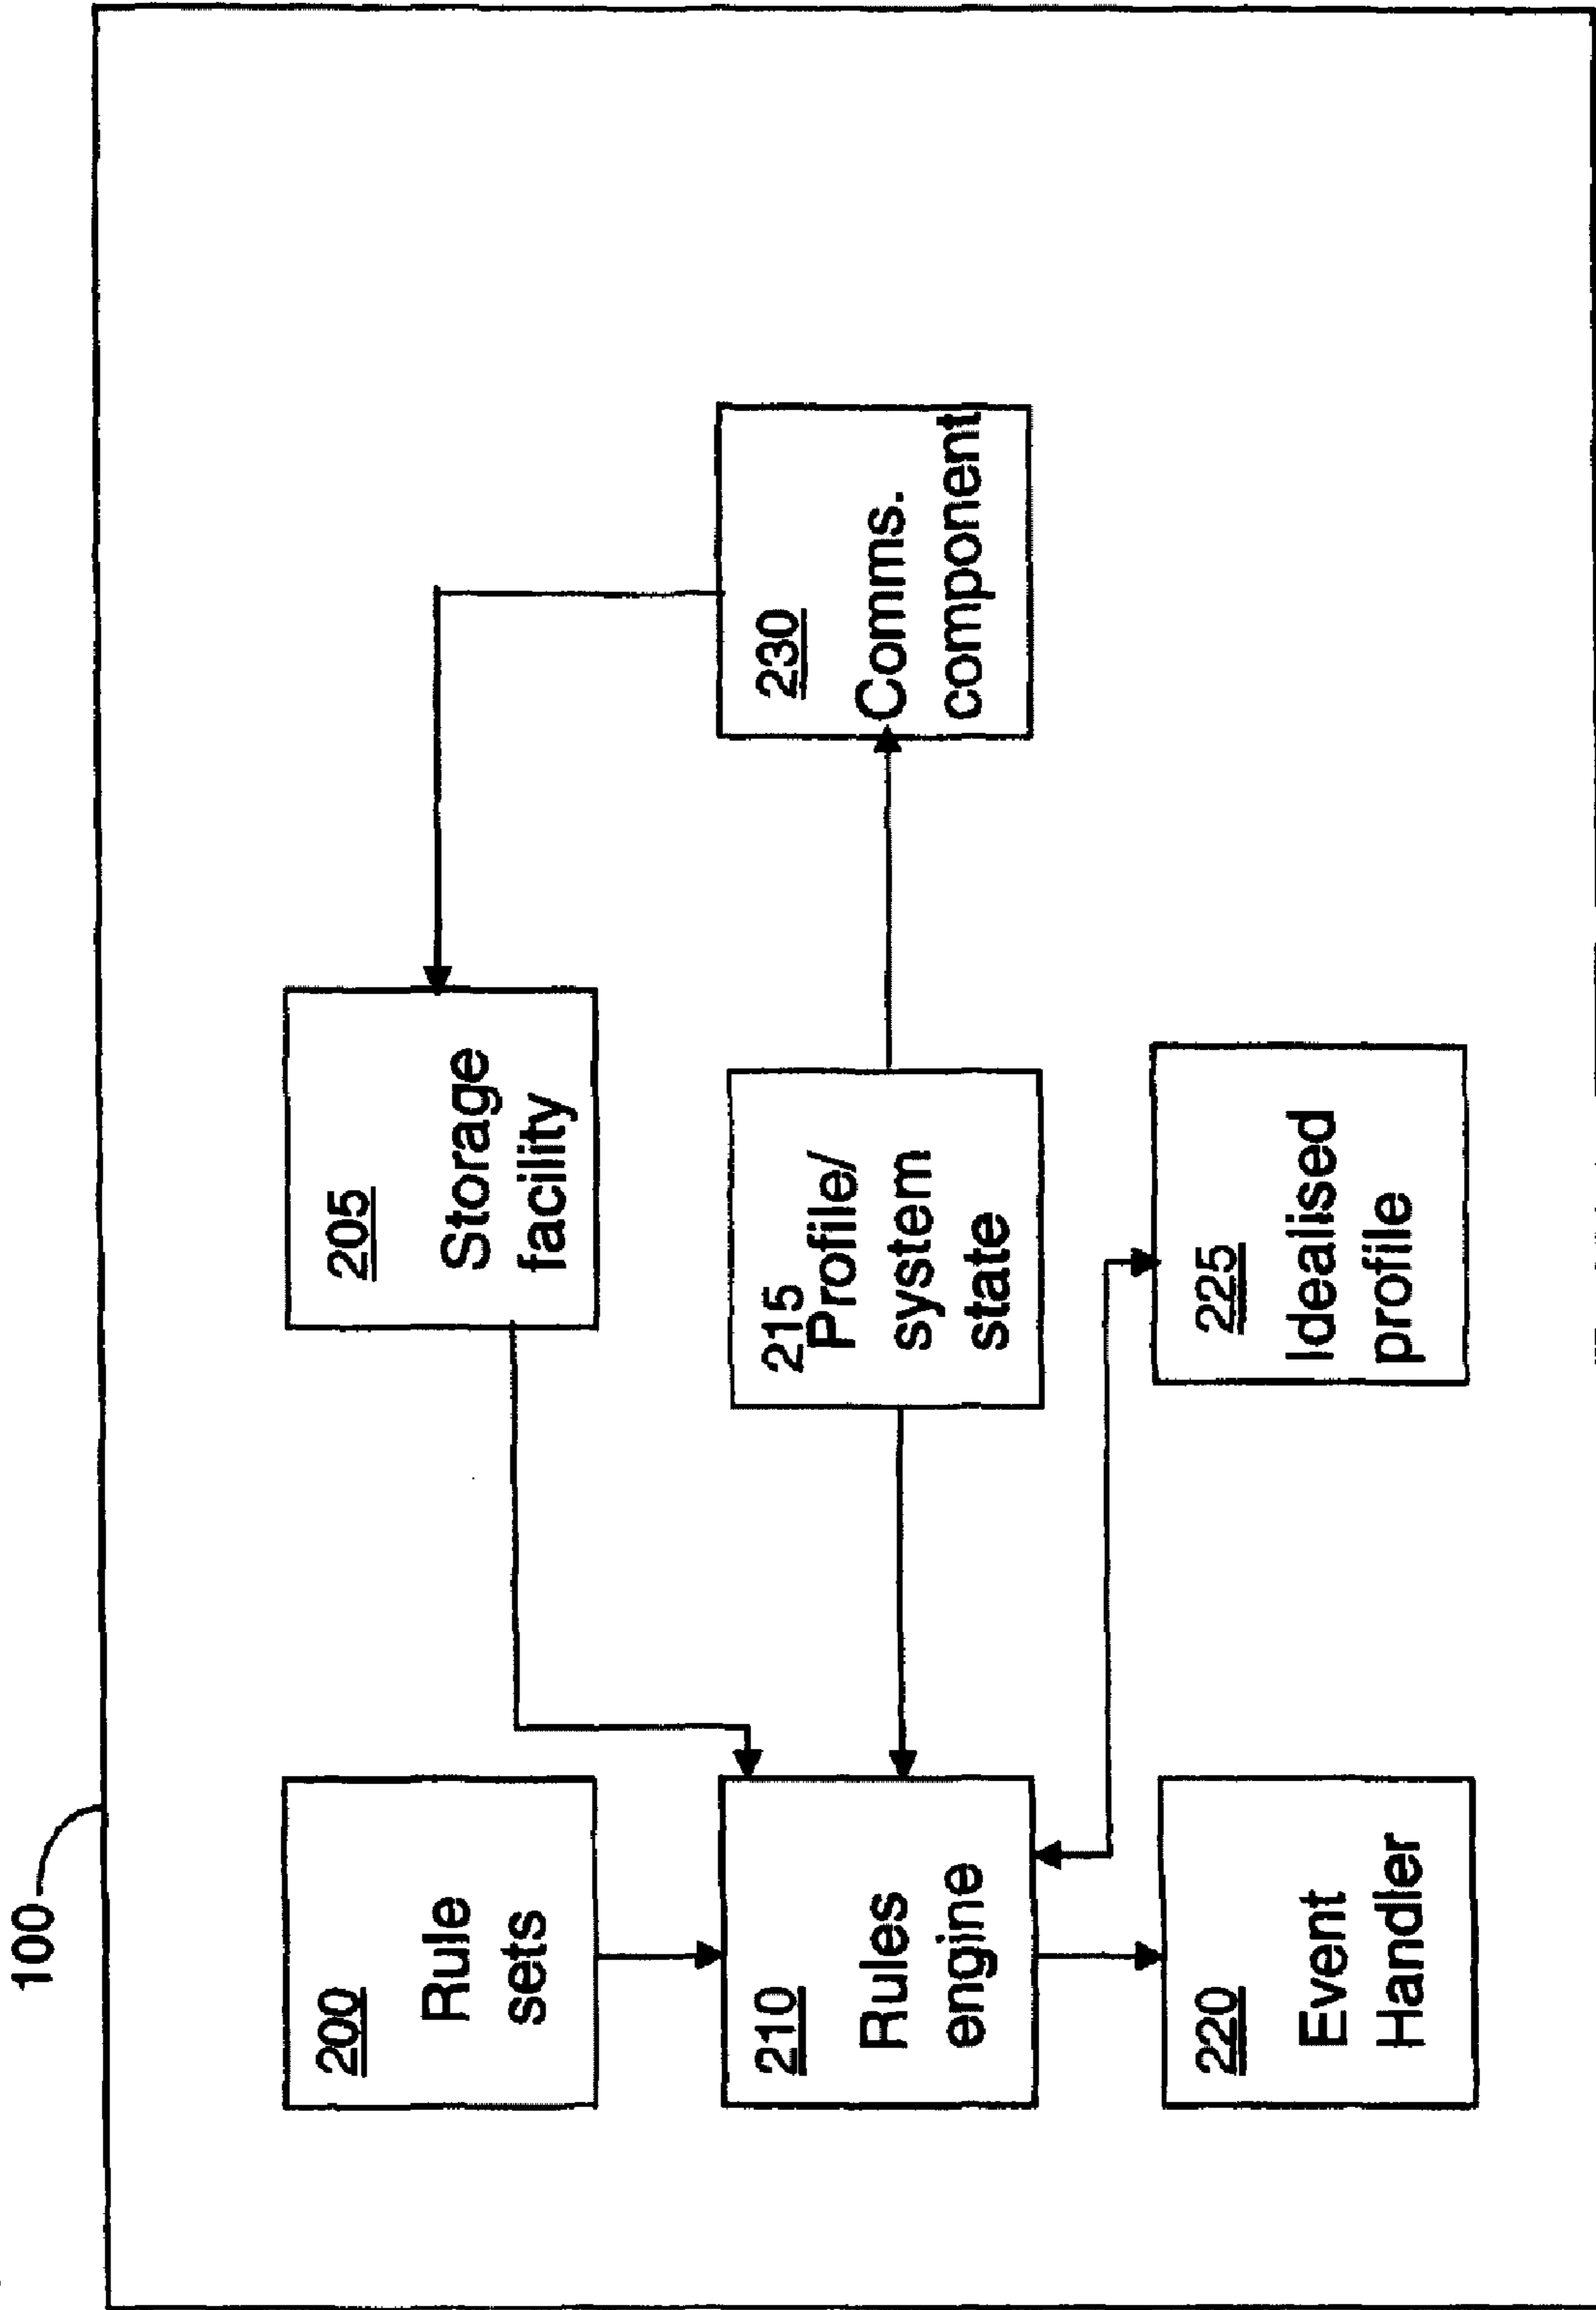 100
200
Rule
sets
205
Storage
facility
210
Rules
engine
215
Profile/
system
state
230
Comms.
component
220
Event
Handler
225
Idealised
profile